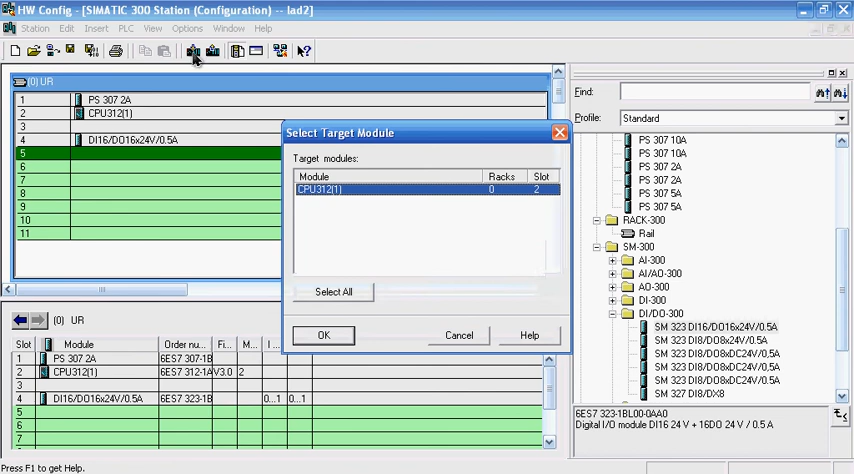 HW Config - [SIMATIC 300 Station (Configuration) -- lad2]
Station Edit Insert PLC View Options Window Help
(0) UR
1 PS 307 2A
2 CPU312(1)
3
4 DI16/DO16x24V/0.5A
5
6
7
8
9
10
11
Select Target Module
Target modules:
Module Racks Slot
CPU312(1) 0 2
Select All
OK Cancel Help
(0) UR
Slot Module Order nu... Fi... M... I ...
1 PS 307 2A 6ES7 307-1B
2 CPU312(1) 6ES7 312-1A V3.0 2
3
4 DI16/DO16x24V/0.5A 6ES7 323-1B 0...1 0...1
5
6
7
Find:
Profile: Standard
PS 307 10A
PS 307 10A
PS 307 2A
PS 307 2A
PS 307 5A
PS 307 5A
RACK-300
Rail
SM-300
AI-300
AI/AO-300
AO-300
DI-300
DI/DO-300
SM 323 DI16/DO16x24V/0.5A
SM 323 DI8/DO8x24V/0,5A
SM 323 DI8/DO8xDC24V/0,5A
SM 323 DI8/DO8xDC24V/0,5A
SM 323 DI8/DO8xDC24V/0,5A
SM 327 DI8/DX8
6ES7 323-1BL00-0AA0
Digital I/O module DI16 24 V + 16DO 24 V / 0.5 A
Press F1 to get Help.